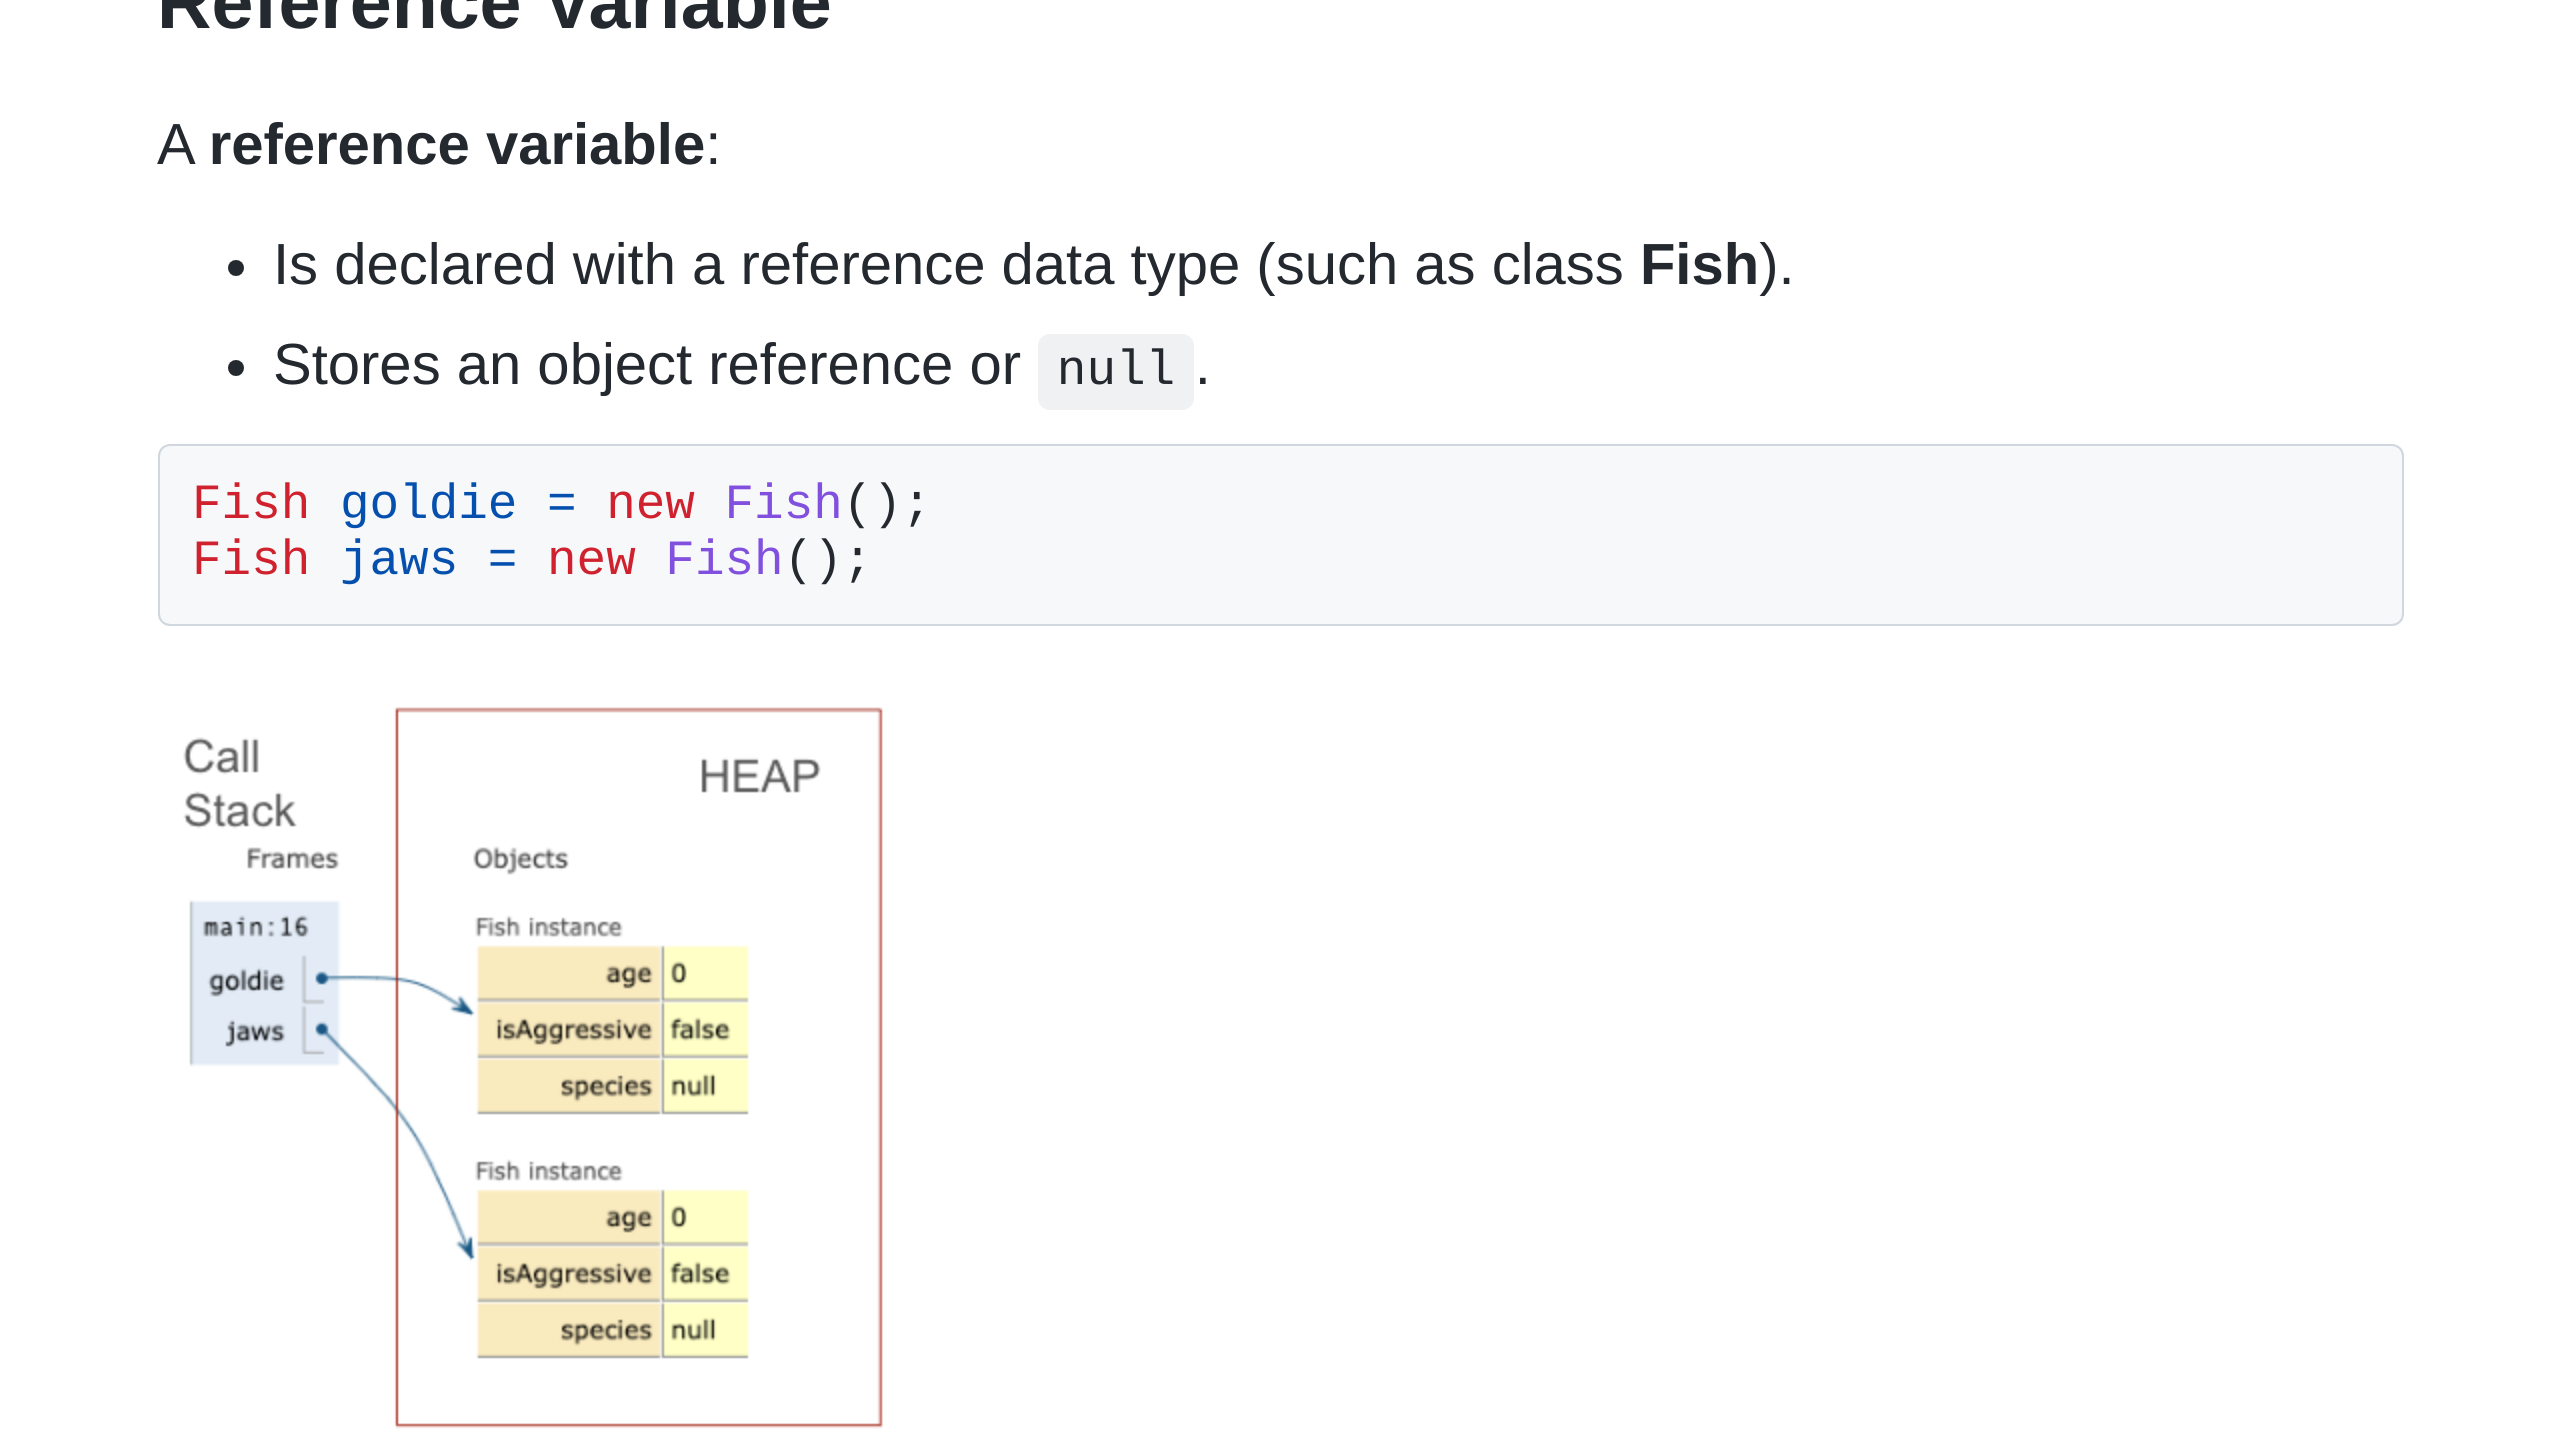 Reference Variable
A reference variable:
Is declared with a reference data type (such as class Fish).
Stores an object reference or null.
Fish goldie = new Fish();
Fish jaws = new Fish();
Call
Stack
HEAP
Frames
Objects
main:16
goldie
jaws
Fish instance
age 0
isAggressive false
species null
Fish instance
age 0
isAggressive false
species null